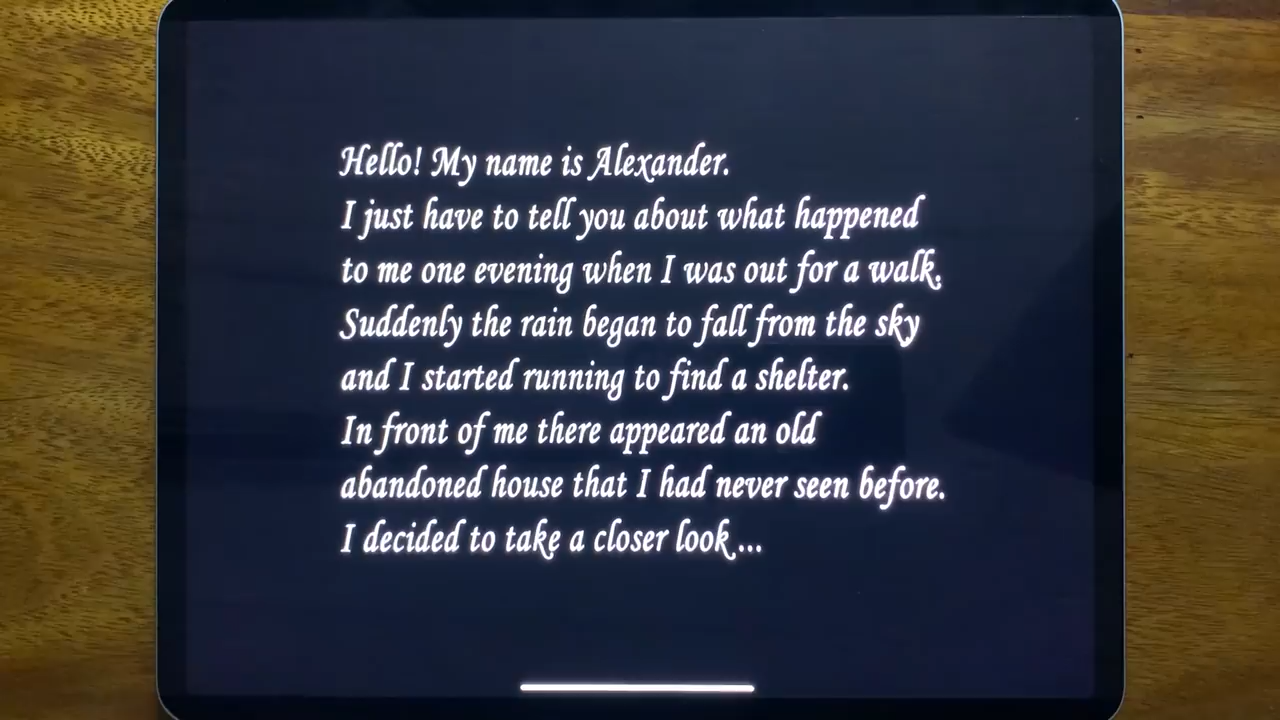 Hello! My name is Alexander.
I just have to tell you about what happened
to me one evening when I was out for a walk.
Suddenly the rain began to fall from the sky
and I started running to find a shelter.
In front of me there appeared an old
abandoned house that I had never seen before.
I decided to take a closer look...